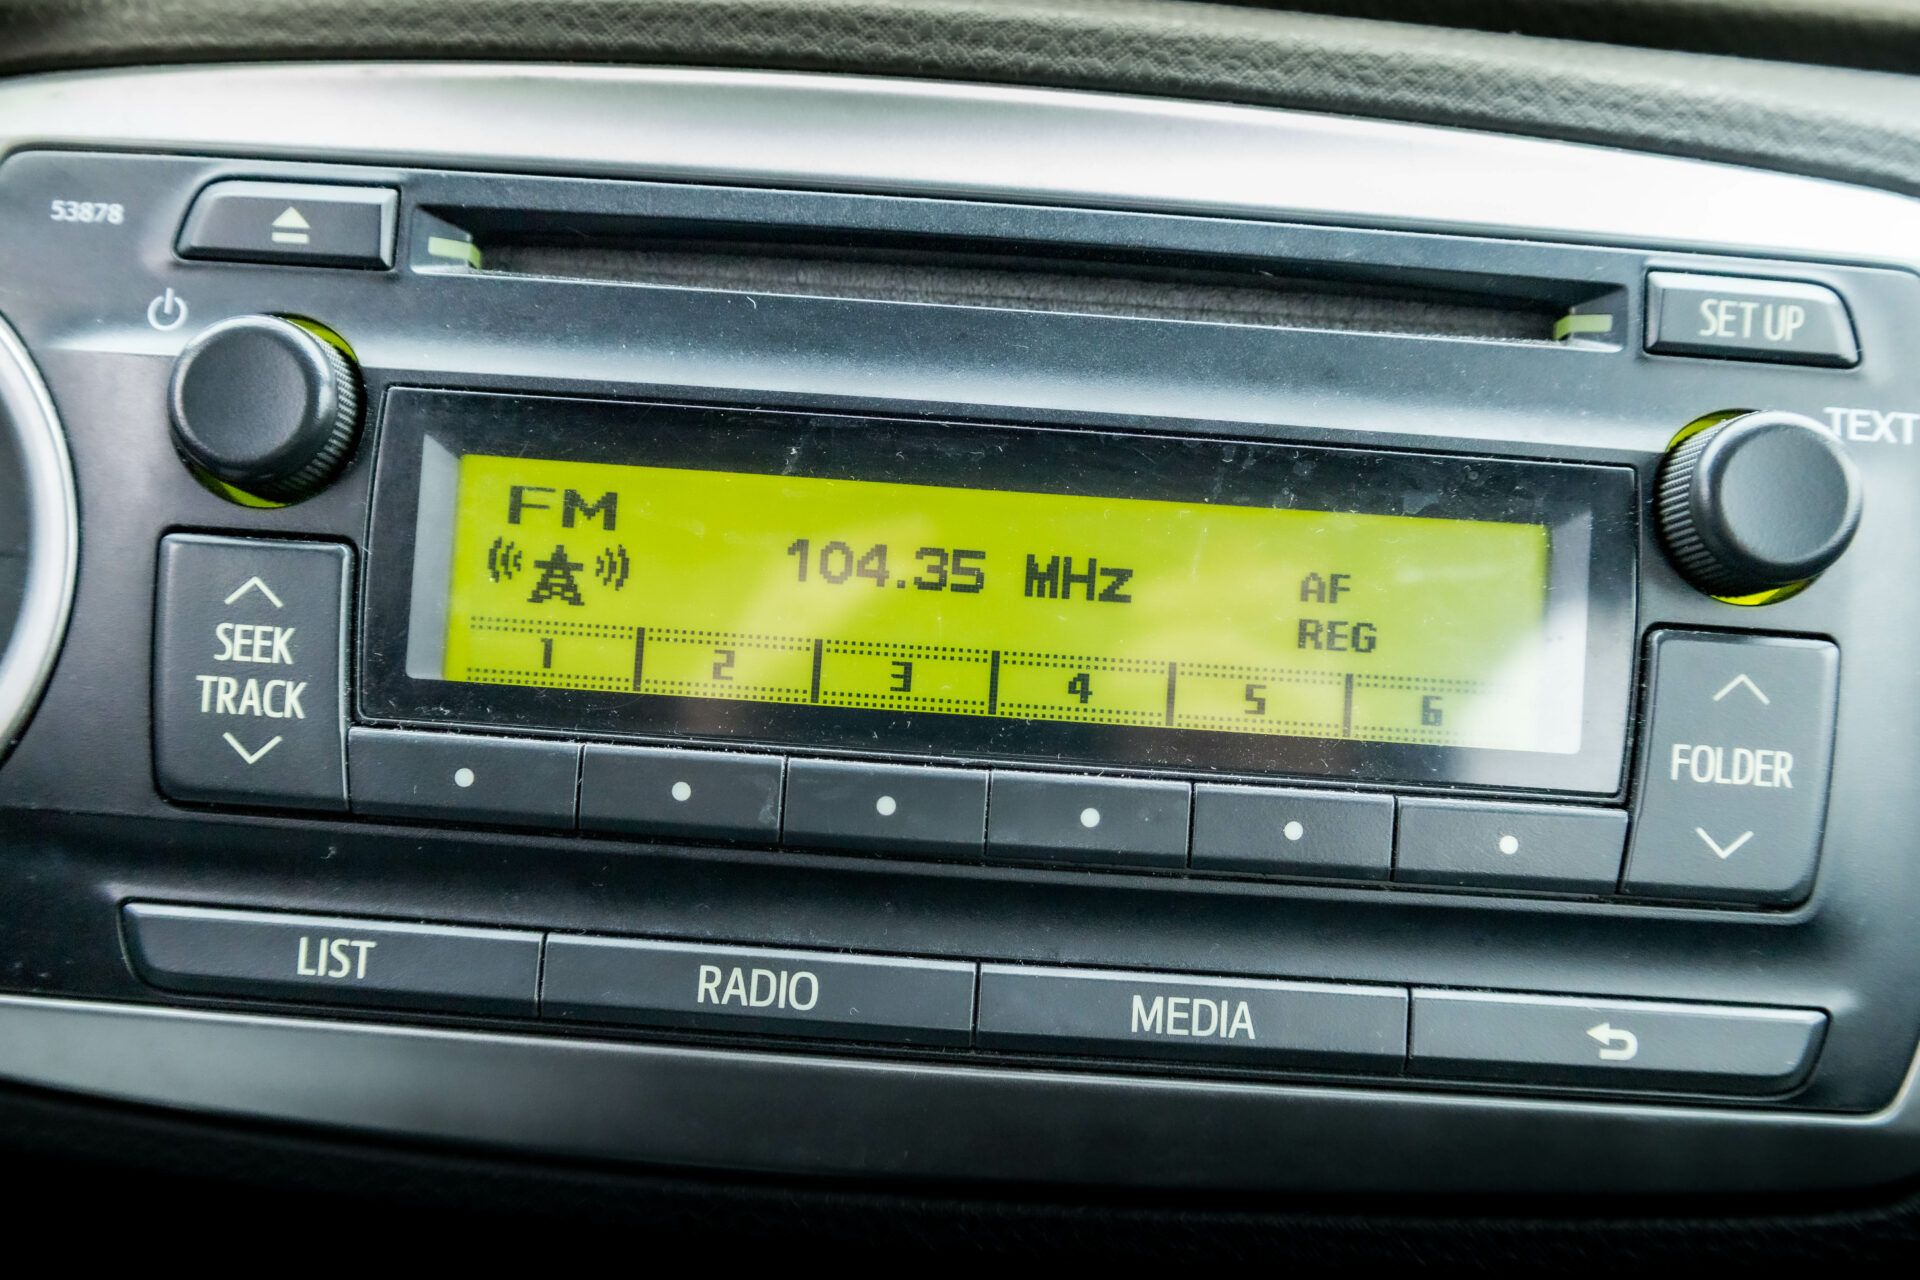 53878
SET UP
TEXT
FM
104.35 MHz
AF
REG
1 2 3 4 5 6
SEEK
TRACK
FOLDER
LIST
RADIO
MEDIA